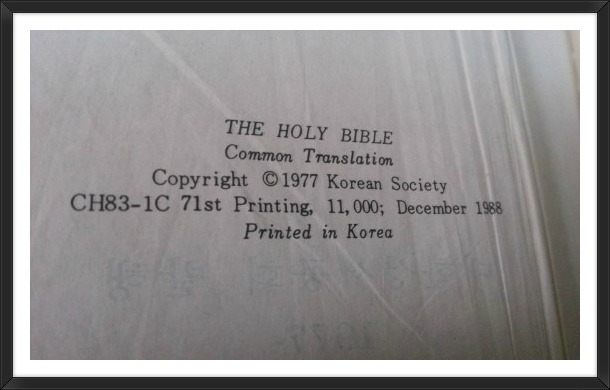 THE HOLY BIBLE
Common Translation
Copyright ©1977 Korean Society
CH83-1C 71st Printing, 11,000; December 1988
Printed in Korea